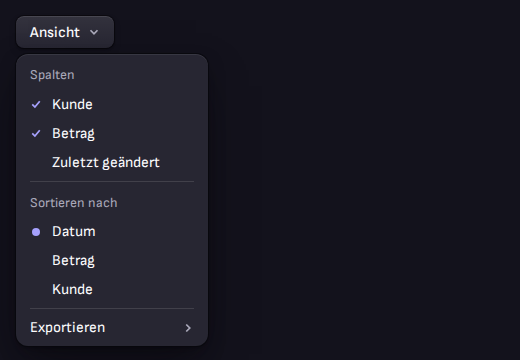 Ansicht
Spalten
Kunde
Betrag
Zuletzt geändert
Sortieren nach
Datum
Betrag
Kunde
Exportieren